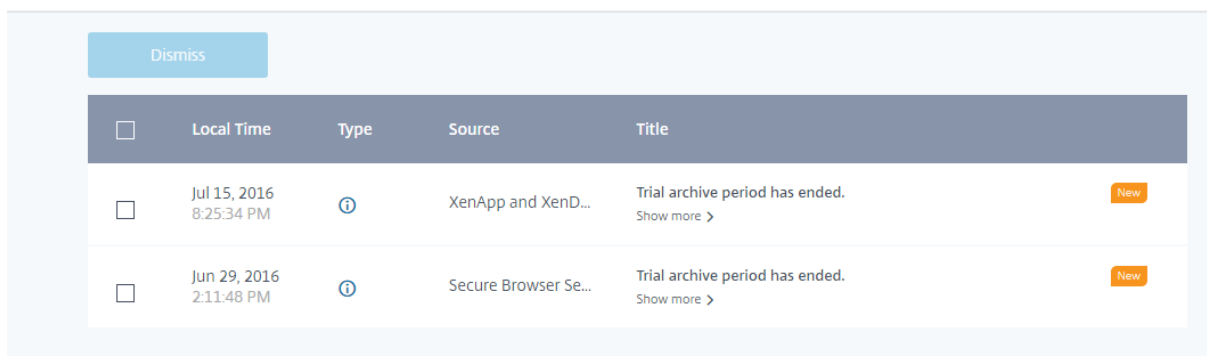 Dismiss
Local Time Type Source Title
Jul 15, 2016
8:25:34 PM
XenApp and XenD...
Trial archive period has ended.
Show more >
New
Jun 29, 2016
2:11:48 PM
Secure Browser Se...
Trial archive period has ended.
Show more >
New